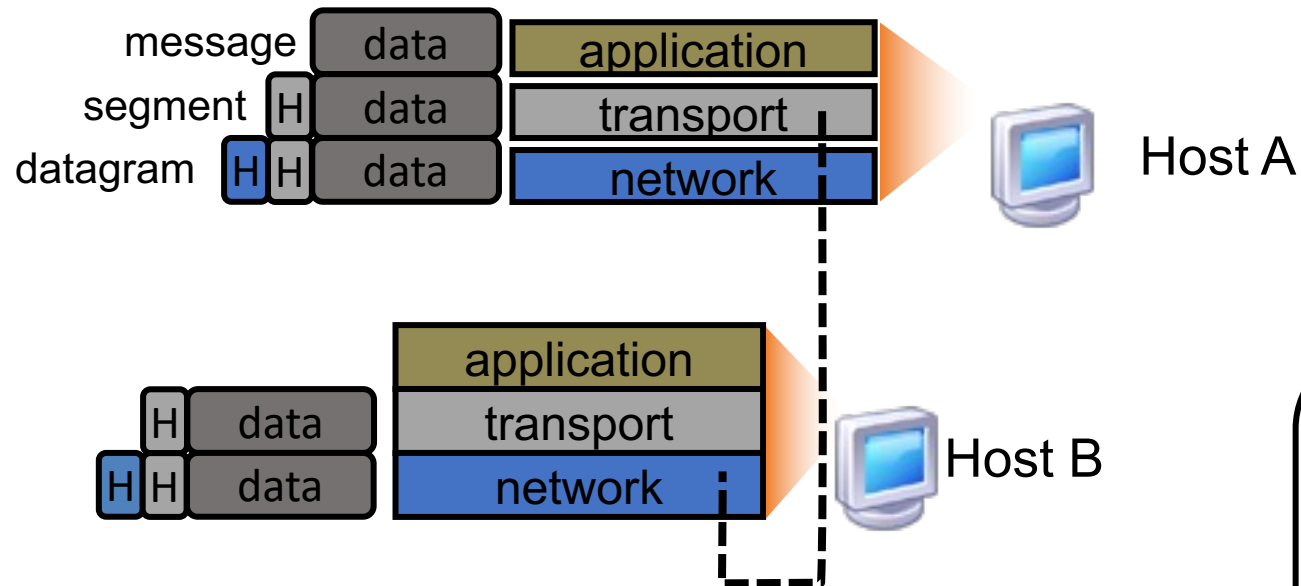 message data application
segment H data transport
datagram H H data network
Host A
application
H data transport
H H data network
Host B